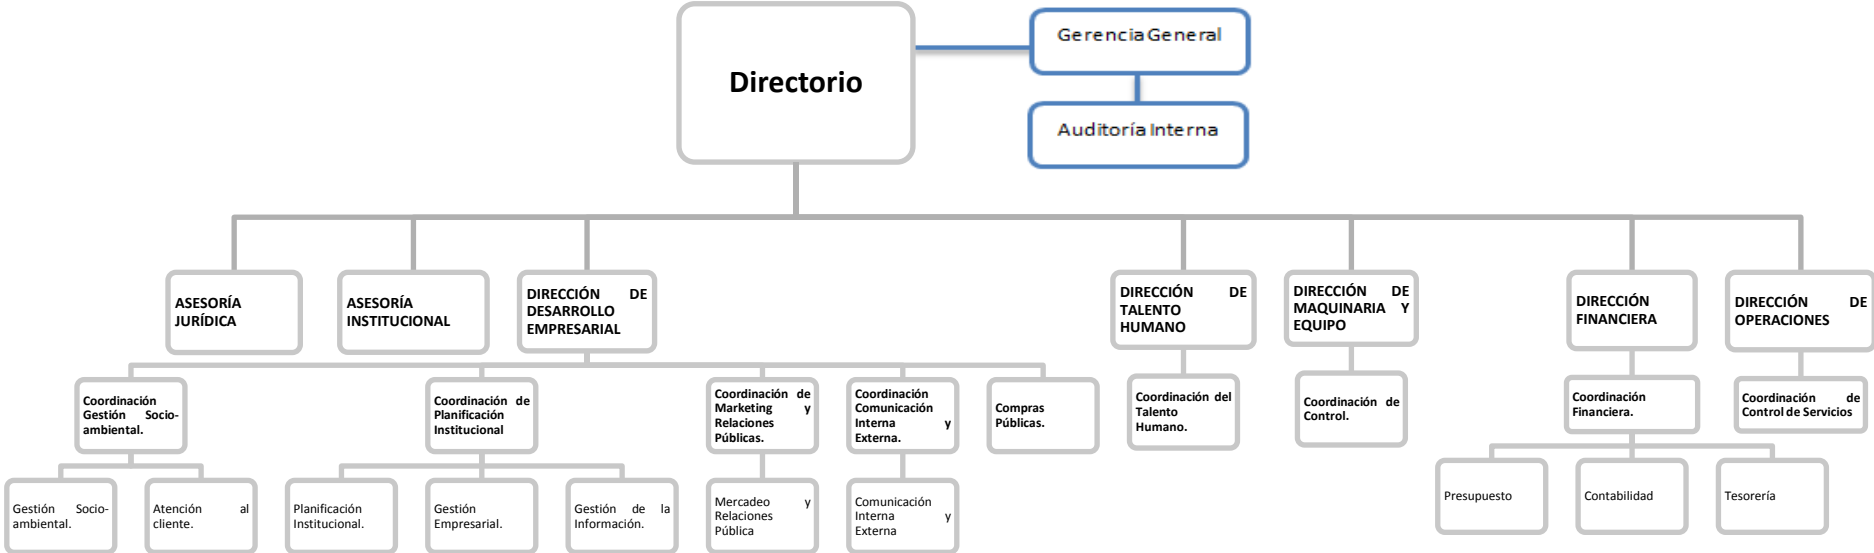 Gerencia General
Directorio
Auditoría Interna
ASESORÍA
JURÍDICA
ASESORÍA
INSTITUCIONAL
DIRECCIÓN DE
DESARROLLO
EMPRESARIAL
DIRECCIÓN DE
TALENTO
HUMANO
DIRECCIÓN DE
MAQUINARIA Y
EQUIPO
DIRECCIÓN
FINANCIERA
DIRECCIÓN DE
OPERACIONES
Coordinación
Gestión Socio-
ambiental.
Coordinación de
Planificación
Institucional
Coordinación de
Marketing y
Relaciones
Públicas.
Coordinación
Comunicación
Interna y
Externa.
Compras
Públicas.
Coordinación del
Talento
Humano.
Coordinación de
Control.
Coordinación
Financiera.
Coordinación de
Control de Servicios
Gestión Socio-
ambiental.
Atención al
cliente.
Planificación
Institucional.
Gestión
Empresarial.
Gestión de la
Información.
Mercadeo y
Relaciones
Pública
Comunicación
Interna y
Externa
Presupuesto
Contabilidad
Tesorería